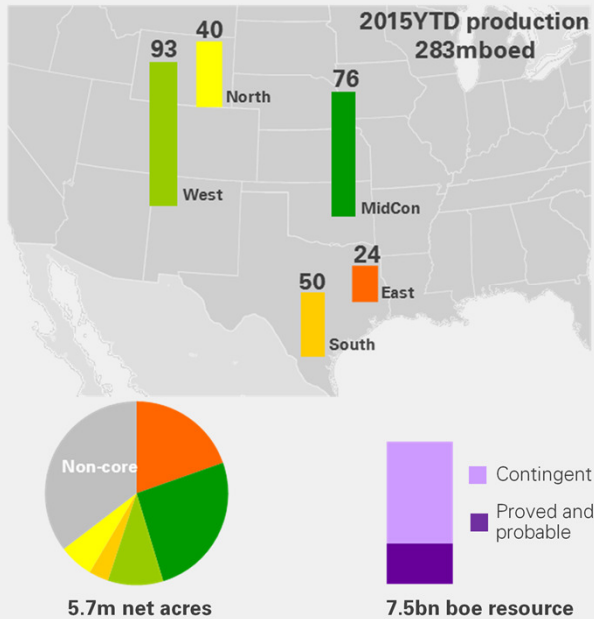 2015YTD production
283mboed
40
93
North
76
West
MidCon
24
50
East
South
Non-core
Contingent
Proved and
probable
5.7m net acres
7.5bn boe resource